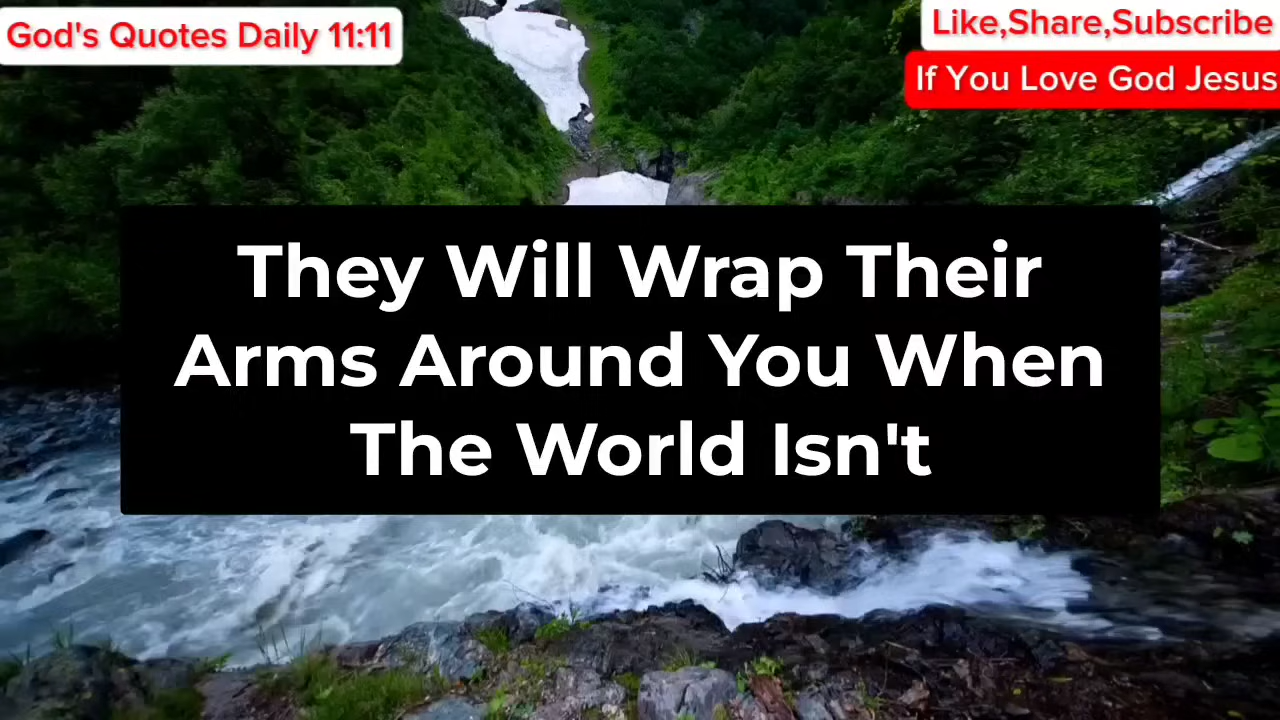 God's Quotes Daily 11:11
Like,Share,Subscribe
If You Love God Jesus
They Will Wrap Their
Arms Around You When
The World Isn't